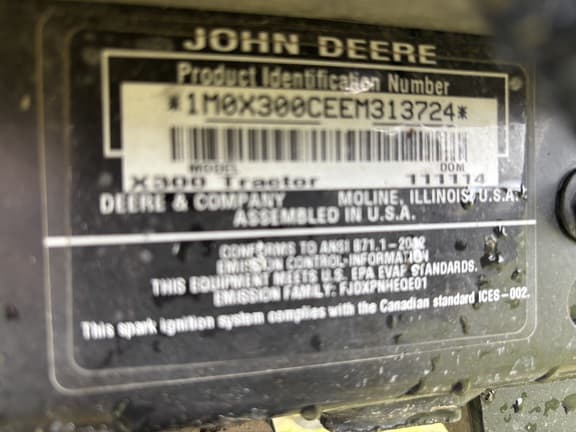 JOHN DEERE
Product Identification Number
*1M0X300CEEM313724*
MODEL DOM
X300 Tractor 111114
DEERE & COMPANY MOLINE, ILLINOIS/U.S.A.
ASSEMBLED IN U.S.A.
CONFORMS TO ANSI B71.1-2012
EMISSION CONTROL INFORMATION
THIS EQUIPMENT MEETS U.S. EPA EVAP STANDARDS.
EMISSION FAMILY:
This spark ignition system complies with the Canadian standard ICES-002.